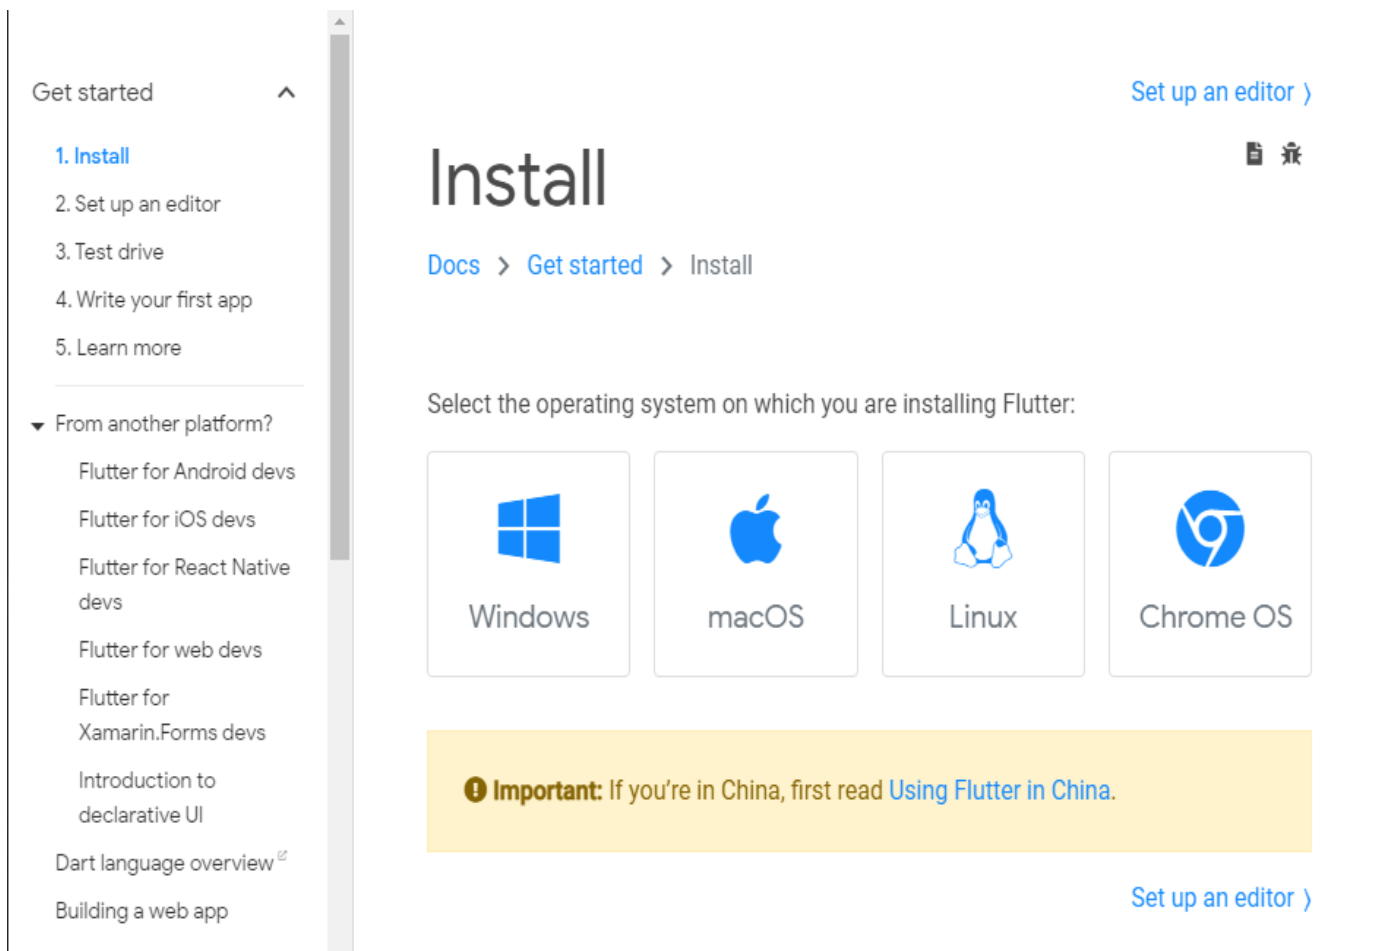 Get started
1. Install
2. Set up an editor
3. Test drive
4. Write your first app
5. Learn more
From another platform?
Flutter for Android devs
Flutter for iOS devs
Flutter for React Native
devs
Flutter for web devs
Flutter for
Xamarin.Forms devs
Introduction to
declarative UI
Dart language overview
Building a web app
Set up an editor ⟩
Install
Docs > Get started > Install
Select the operating system on which you are installing Flutter:
Windows
macOS
Linux
Chrome OS
Important: If you’re in China, first read Using Flutter in China.
Set up an editor ⟩